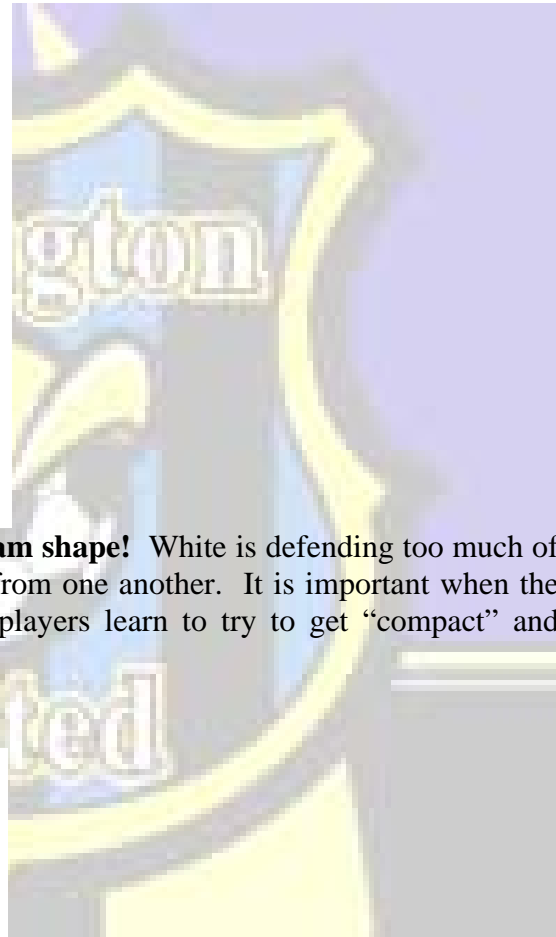 gton
am shape! White is defending too much of
from one another. It is important when the
players learn to try to get “compact” and
ted